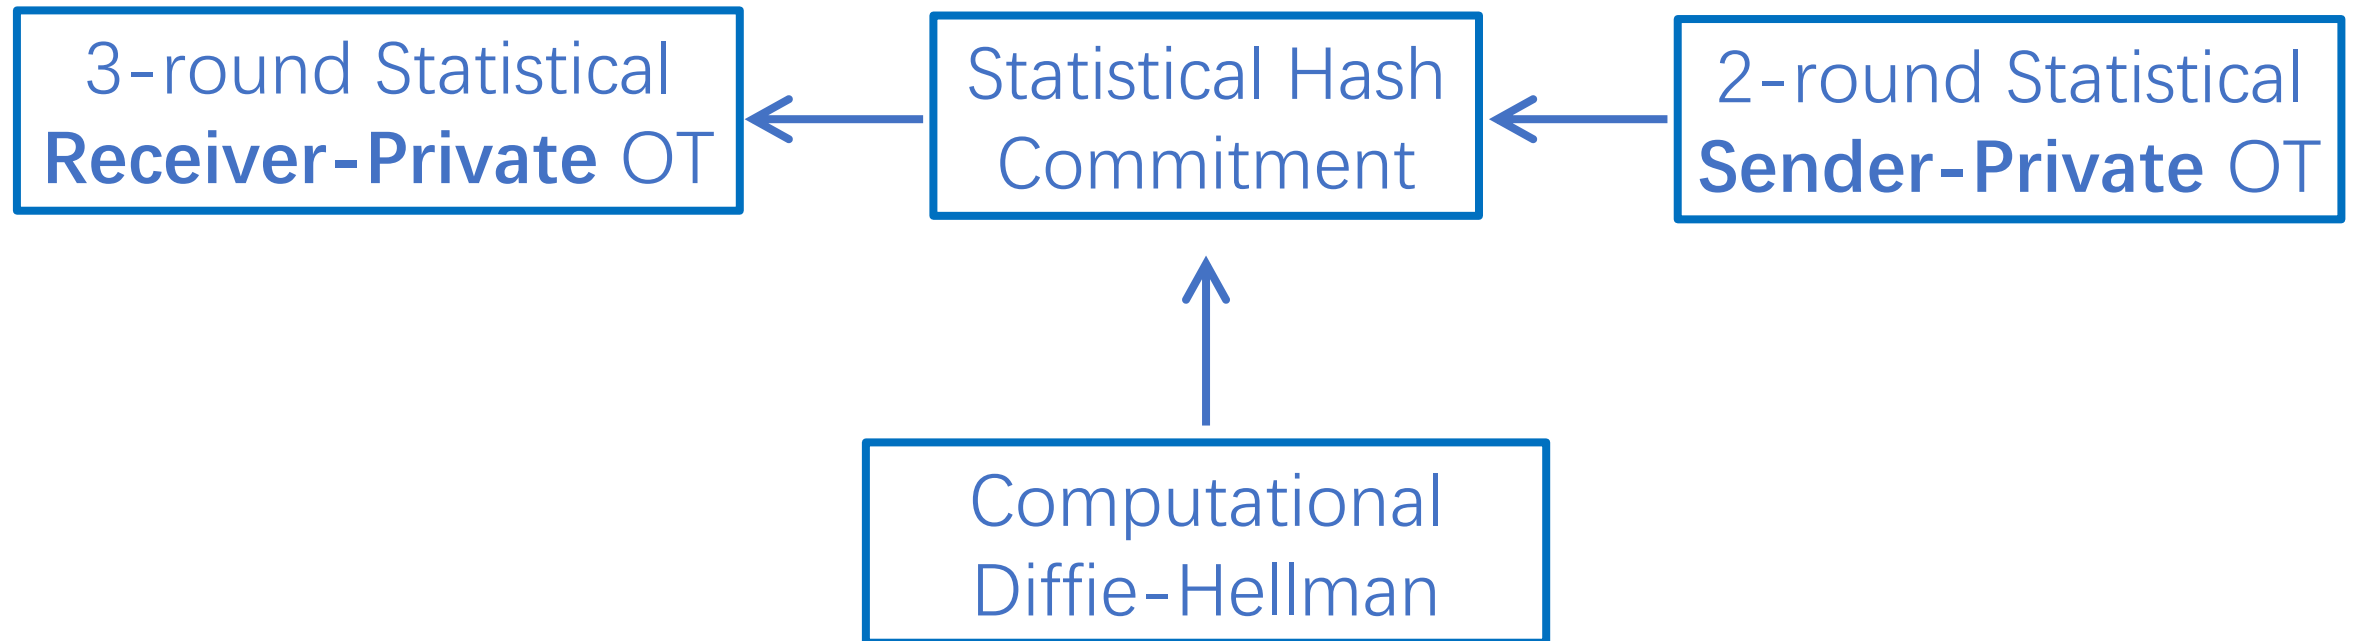 3-round Statistical
Receiver-Private OT
Statistical Hash
Commitment
2-round Statistical
Sender-Private OT
Computational
Diffie-Hellman